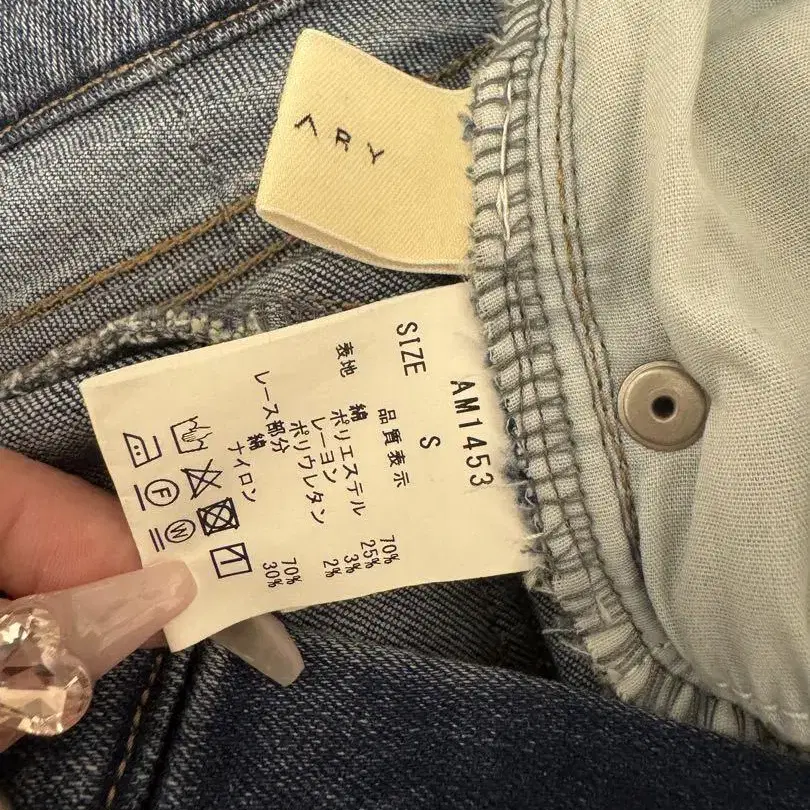 ARY
AM1453
SIZE S
品質表示
表地 綿 70%
ポリエステル 25%
レーヨン 3%
ポリウレタン 2%
レース部分
綿 70%
ナイロン 30%
F
W